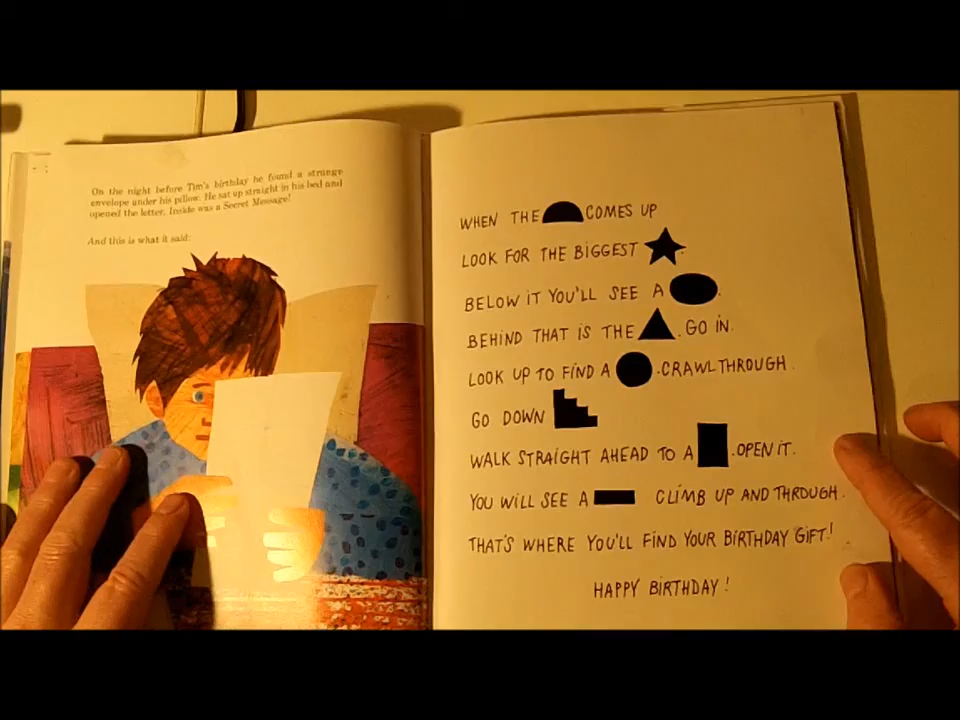 On the night before Tim's birthday he found a strange
envelope under his pillow. He sat up straight in his bed and
opened the letter. Inside was a Secret Message!
And this is what it said:
WHEN THE COMES UP
LOOK FOR THE BIGGEST .
BELOW IT YOU'LL SEE A .
BEHIND THAT IS THE . GO IN.
LOOK UP TO FIND A . CRAWL THROUGH .
GO DOWN
WALK STRAIGHT AHEAD TO A . OPEN IT.
YOU WILL SEE A CLIMB UP AND THROUGH .
THAT'S WHERE YOU'LL FIND YOUR BIRTHDAY GIFT!
HAPPY BIRTHDAY !